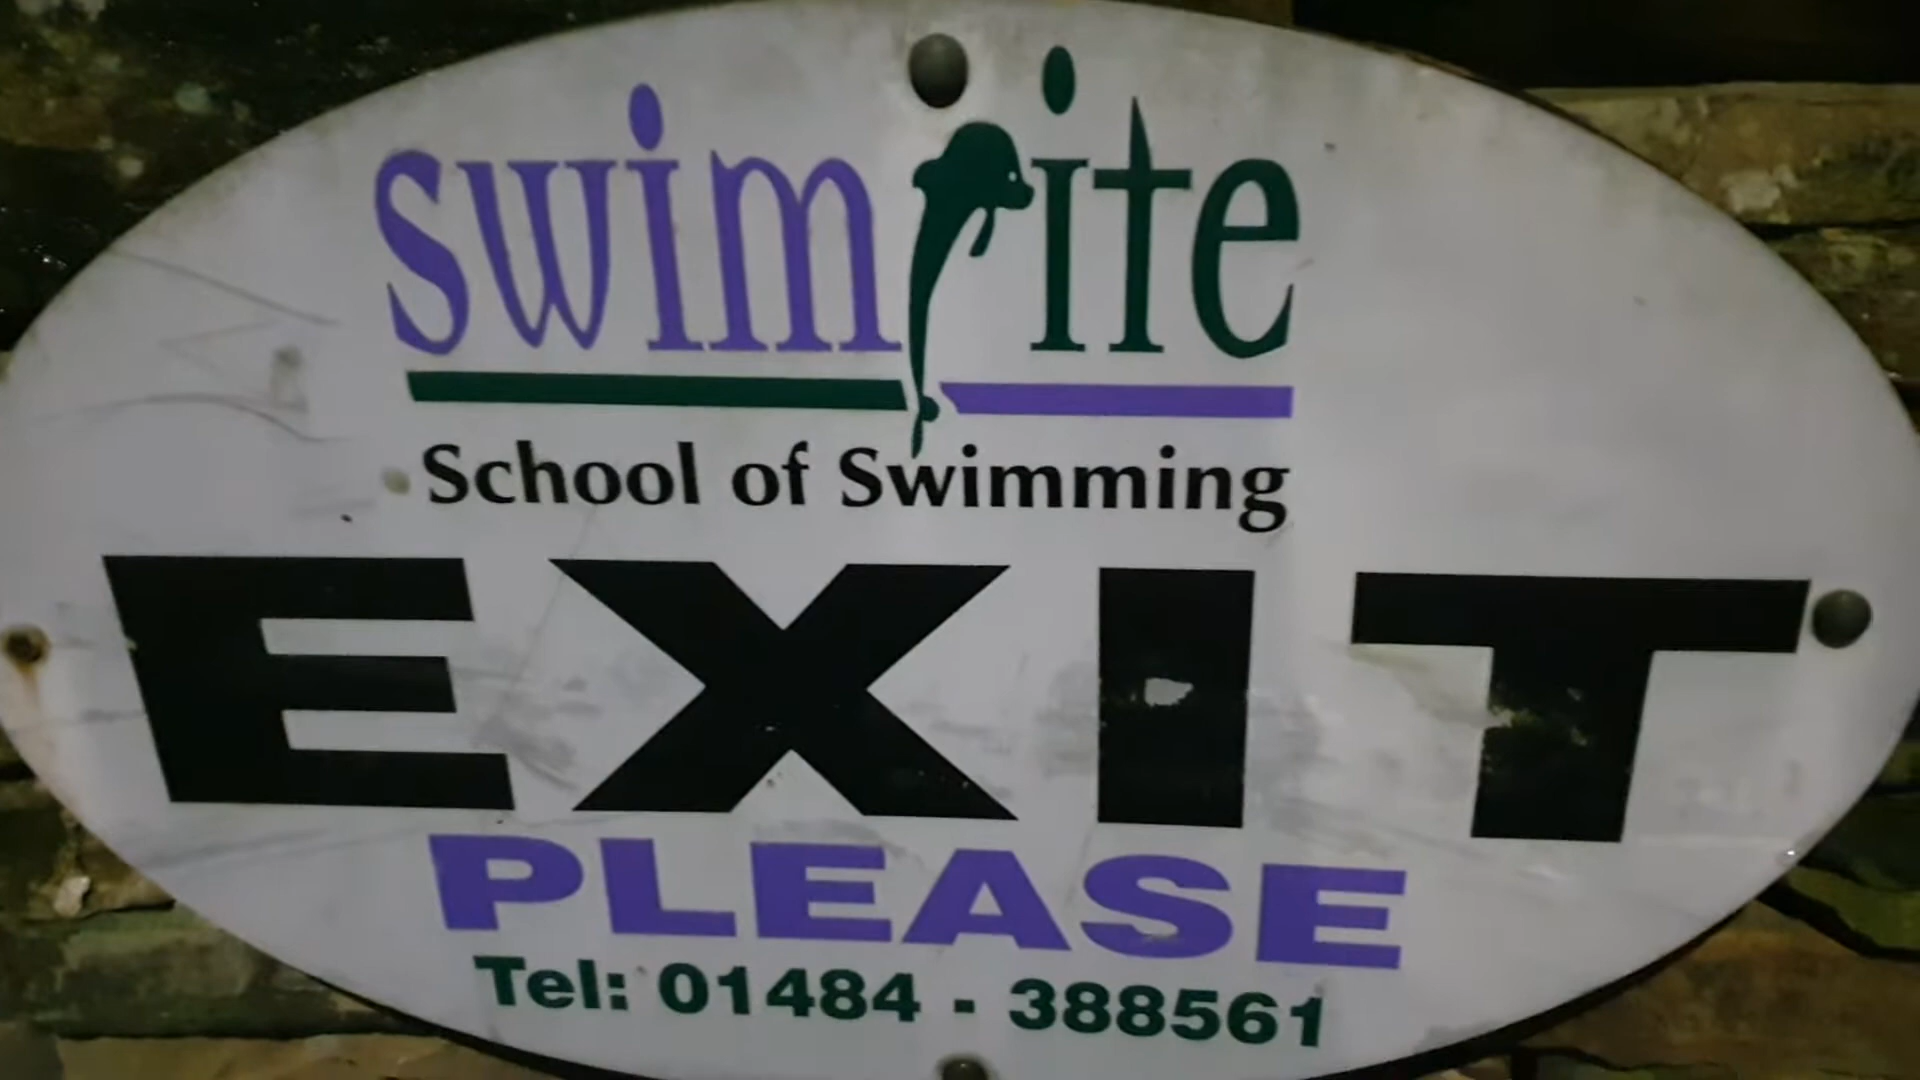 swimrite
School of Swimming
EXIT
PLEASE
Tel: 01484 - 388561